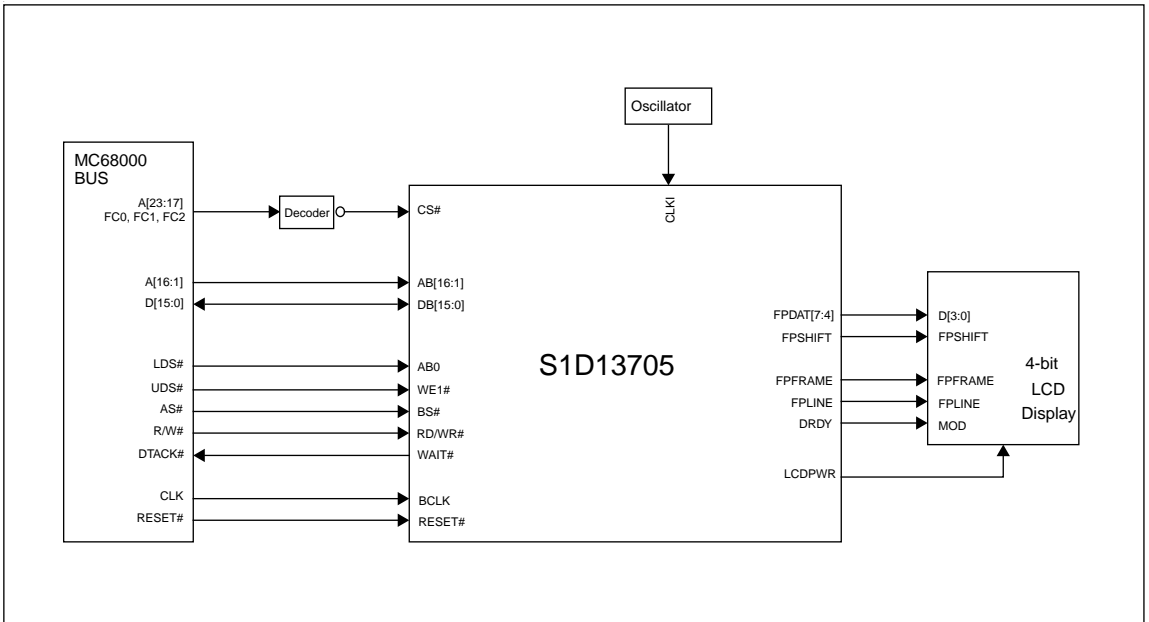 Oscillator
MC68000
BUS
A[23:17]
FC0, FC1, FC2
Decoder
CS#
CLKI
A[16:1]
AB[16:1]
D[15:0]
DB[15:0]
FPDAT[7:4]
D[3:0]
FPSHIFT
FPSHIFT
LDS#
AB0
S1D13705
4-bit
LCD
Display
UDS#
WE1#
FPFRAME
FPFRAME
AS#
BS#
FPLINE
FPLINE
R/W#
RD/WR#
DRDY
MOD
DTACK#
WAIT#
LCDPWR
CLK
BCLK
RESET#
RESET#